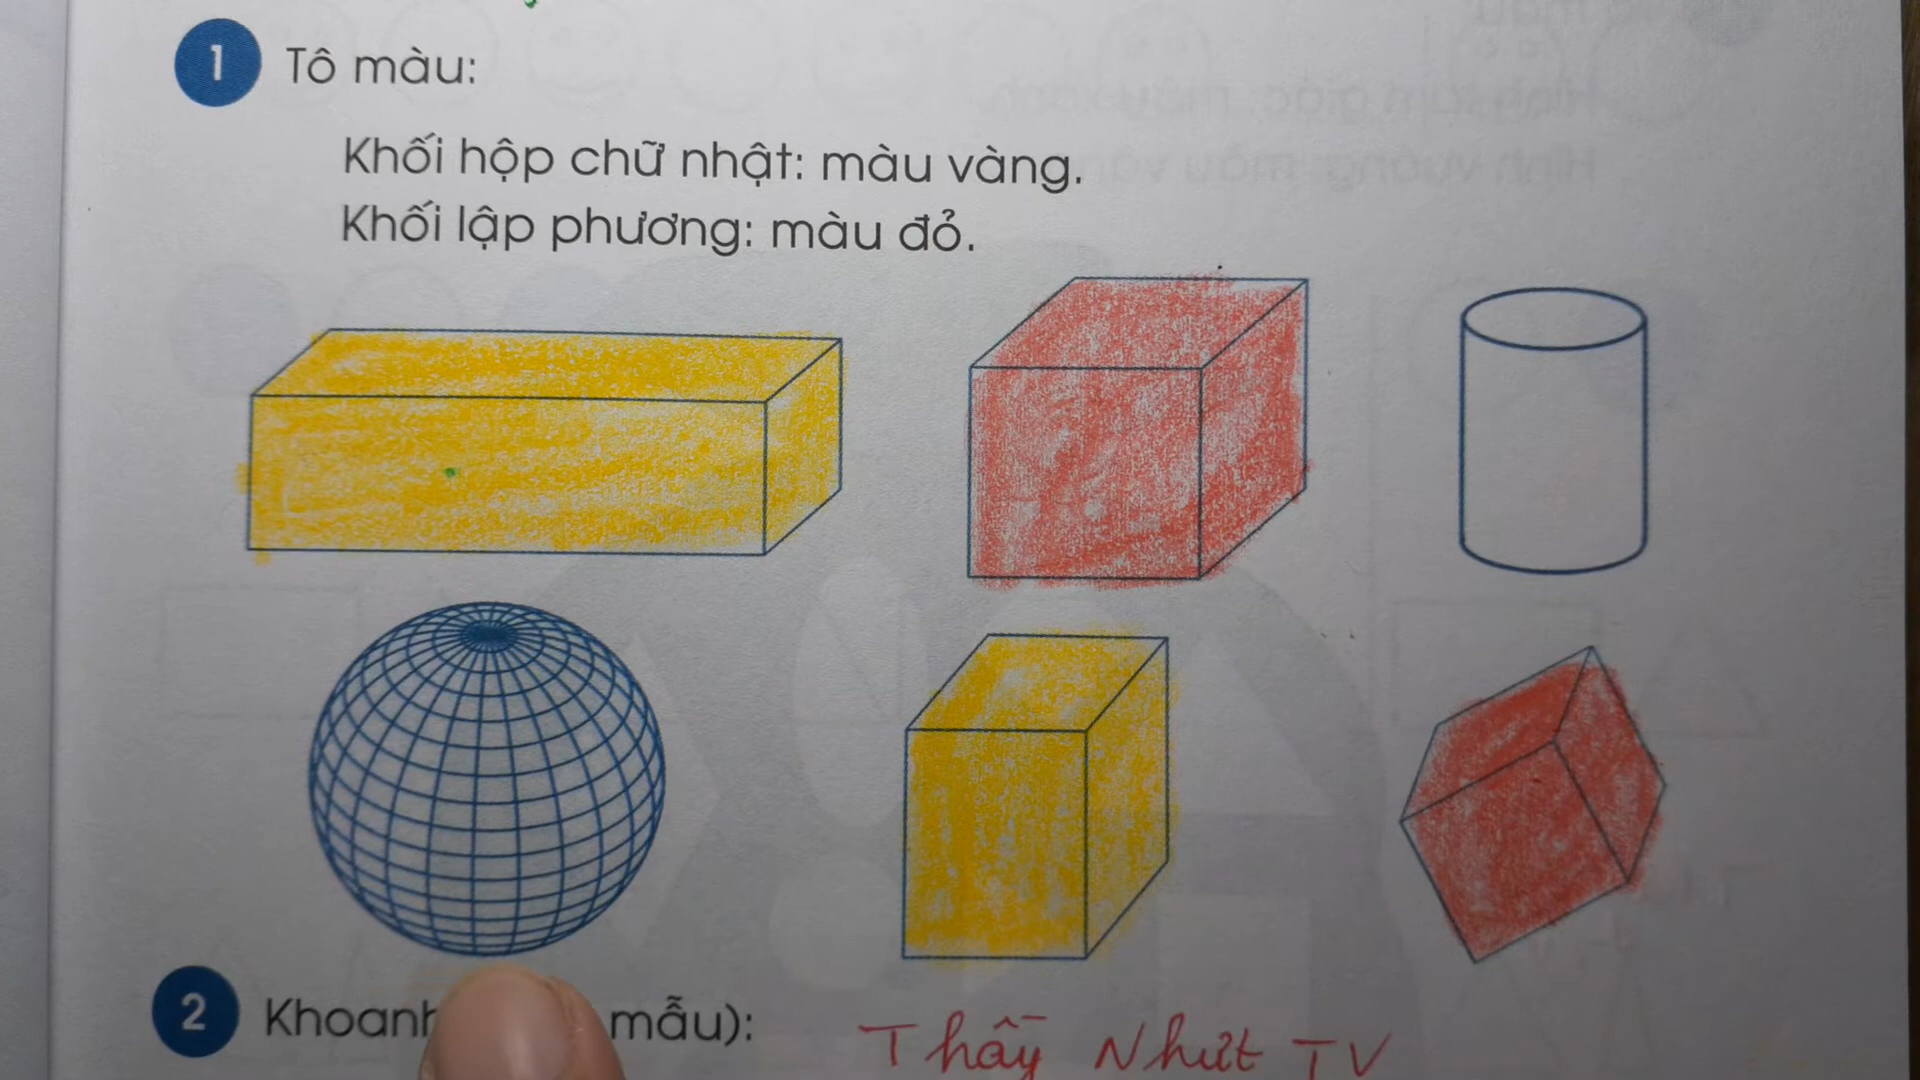 1 Tô màu:
Khối hộp chữ nhật: màu vàng.
Khối lập phương: màu đỏ.
2 Khoanh mẫu):
Thầy Nhứt TV